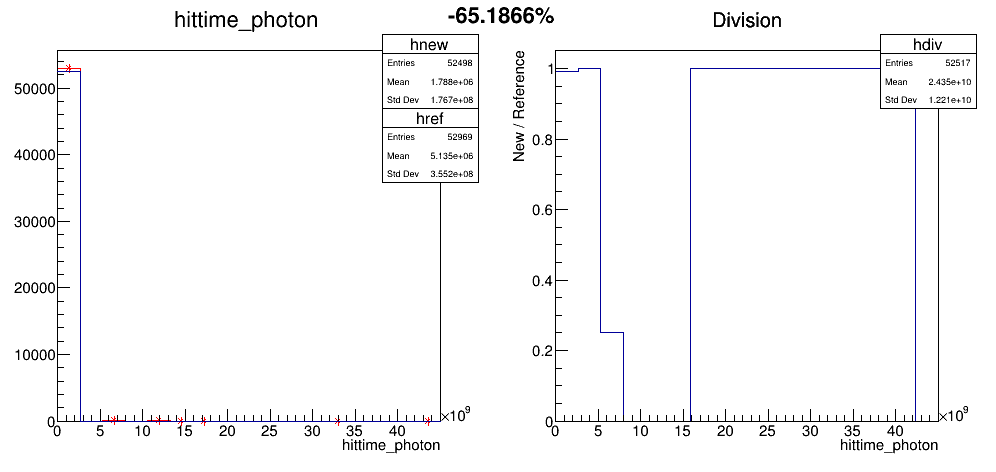 -65.1866%
hittime_photon
hnew
Entries 52498
Mean 1.788e+06
Std Dev 1.767e+08
href
Entries 52969
Mean 5.135e+06
Std Dev 3.552e+08
50000
40000
30000
20000
10000
0
0 5 10 15 20 25 30 35 40
×10⁹
hittime_photon
Division
hdiv
Entries 52517
Mean 2.435e+10
Std Dev 1.221e+10
New / Reference
1
0.8
0.6
0.4
0.2
0
0 5 10 15 20 25 30 35 40
×10⁹
hittime_photon